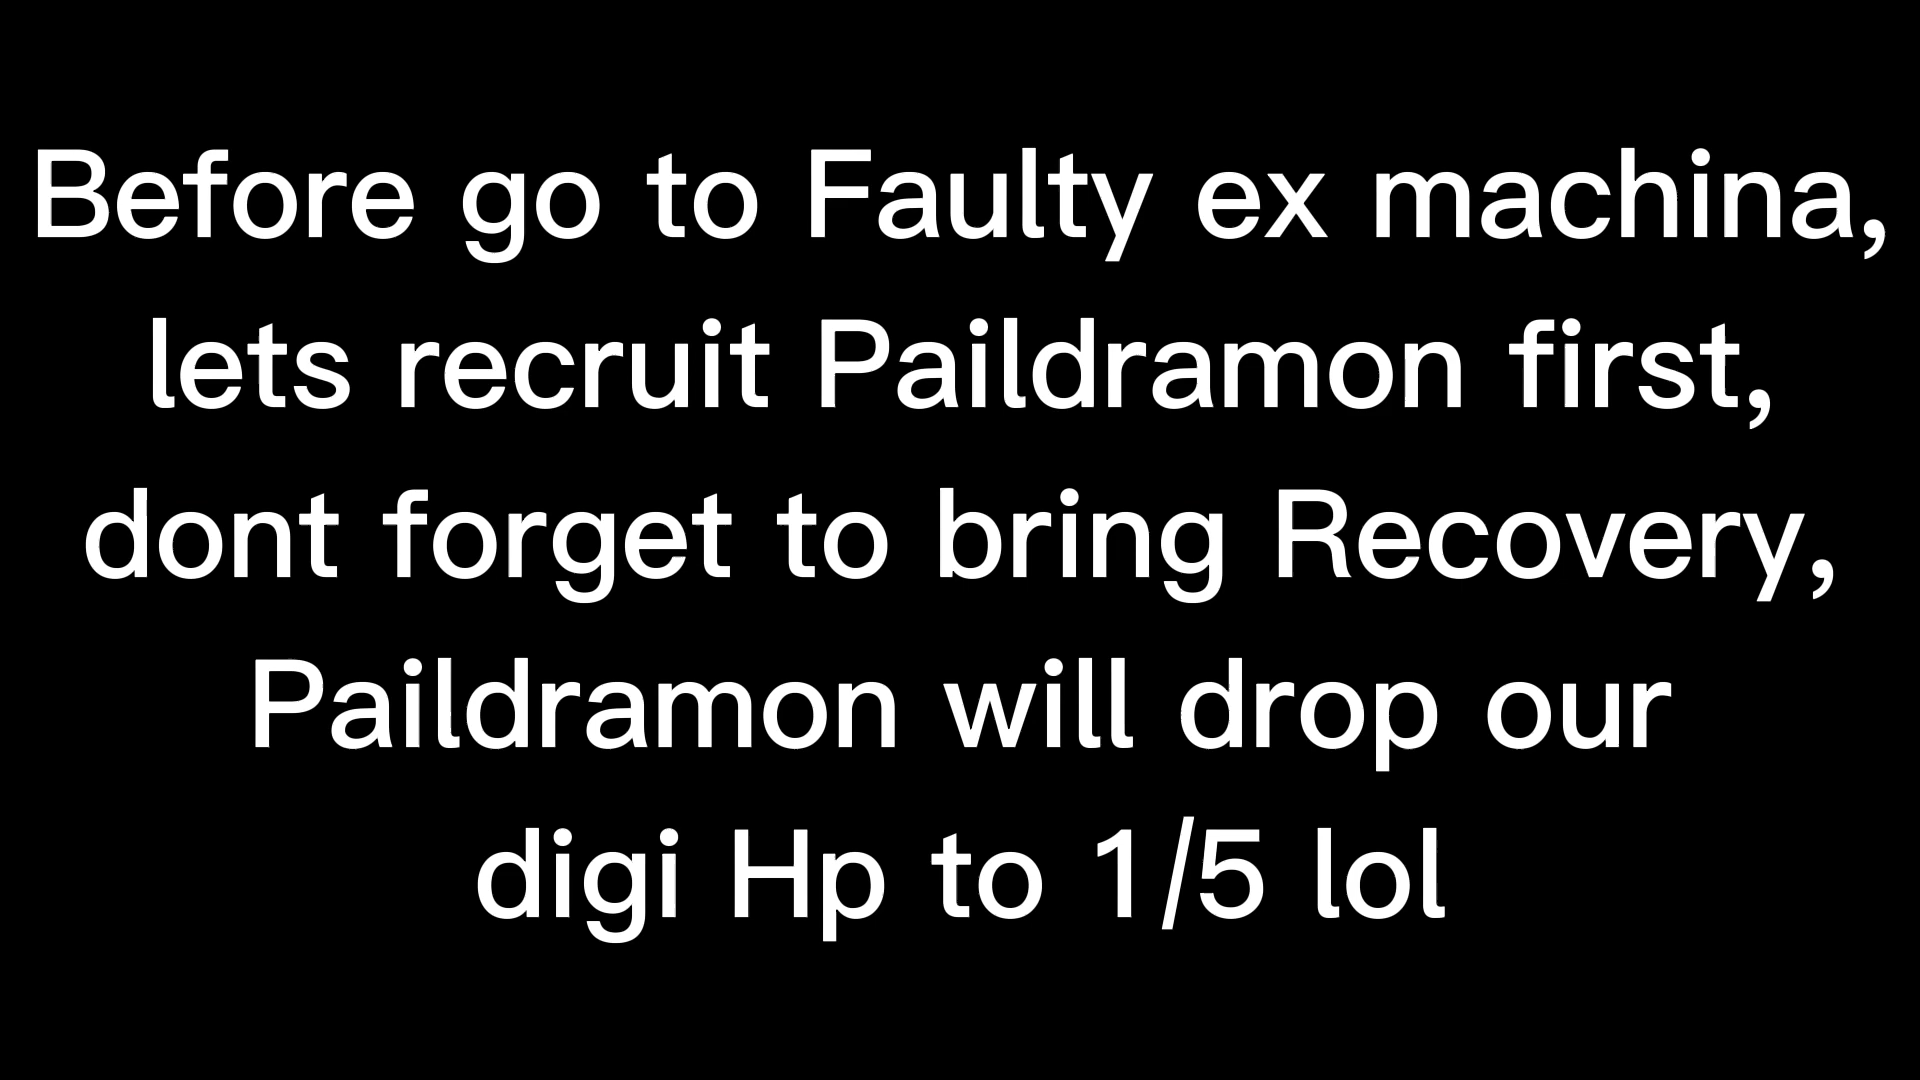 Before go to Faulty ex machina,
lets recruit Paildramon first,
dont forget to bring Recovery,
Paildramon will drop our
digi Hp to 1/5 lol